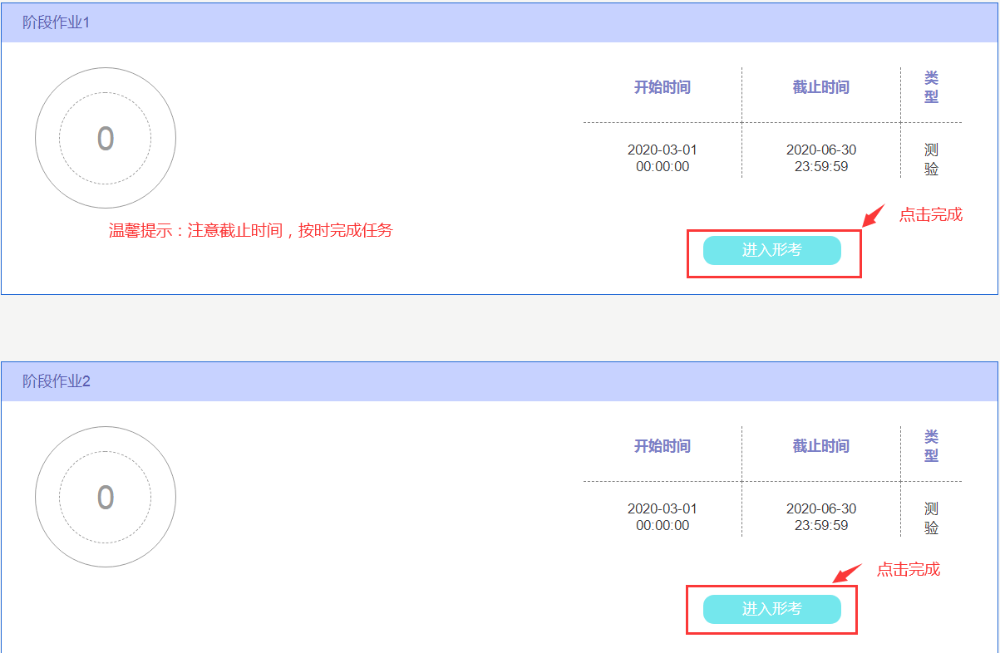 阶段作业1
开始时间
截止时间
类
型
0
2020-03-01
00:00:00
2020-06-30
23:59:59
测
验
点击完成
温馨提示：注意截止时间，按时完成任务
进入形考
阶段作业2
开始时间
截止时间
类
型
0
2020-03-01
00:00:00
2020-06-30
23:59:59
测
验
点击完成
进入形考